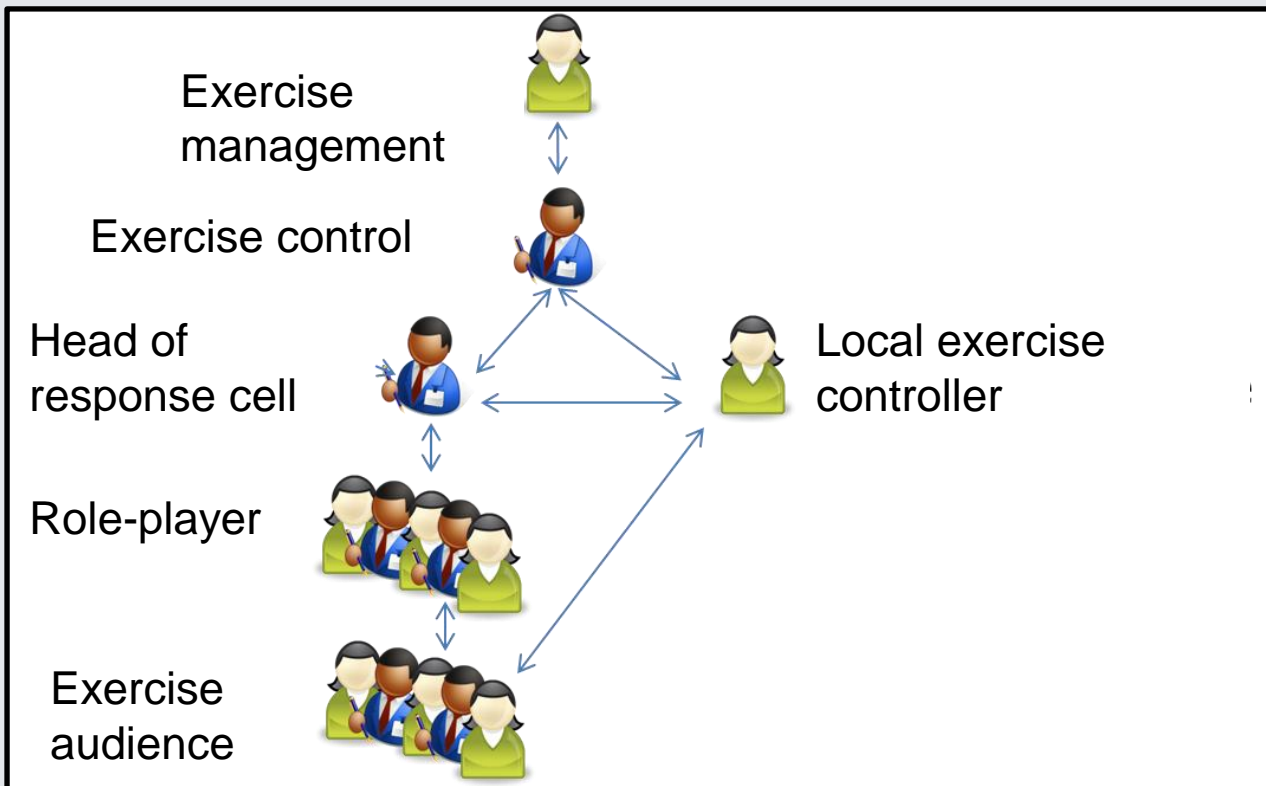 Exercise
management
Exercise control
Head of
response cell
Local exercise
controller
Role-player
Exercise
audience